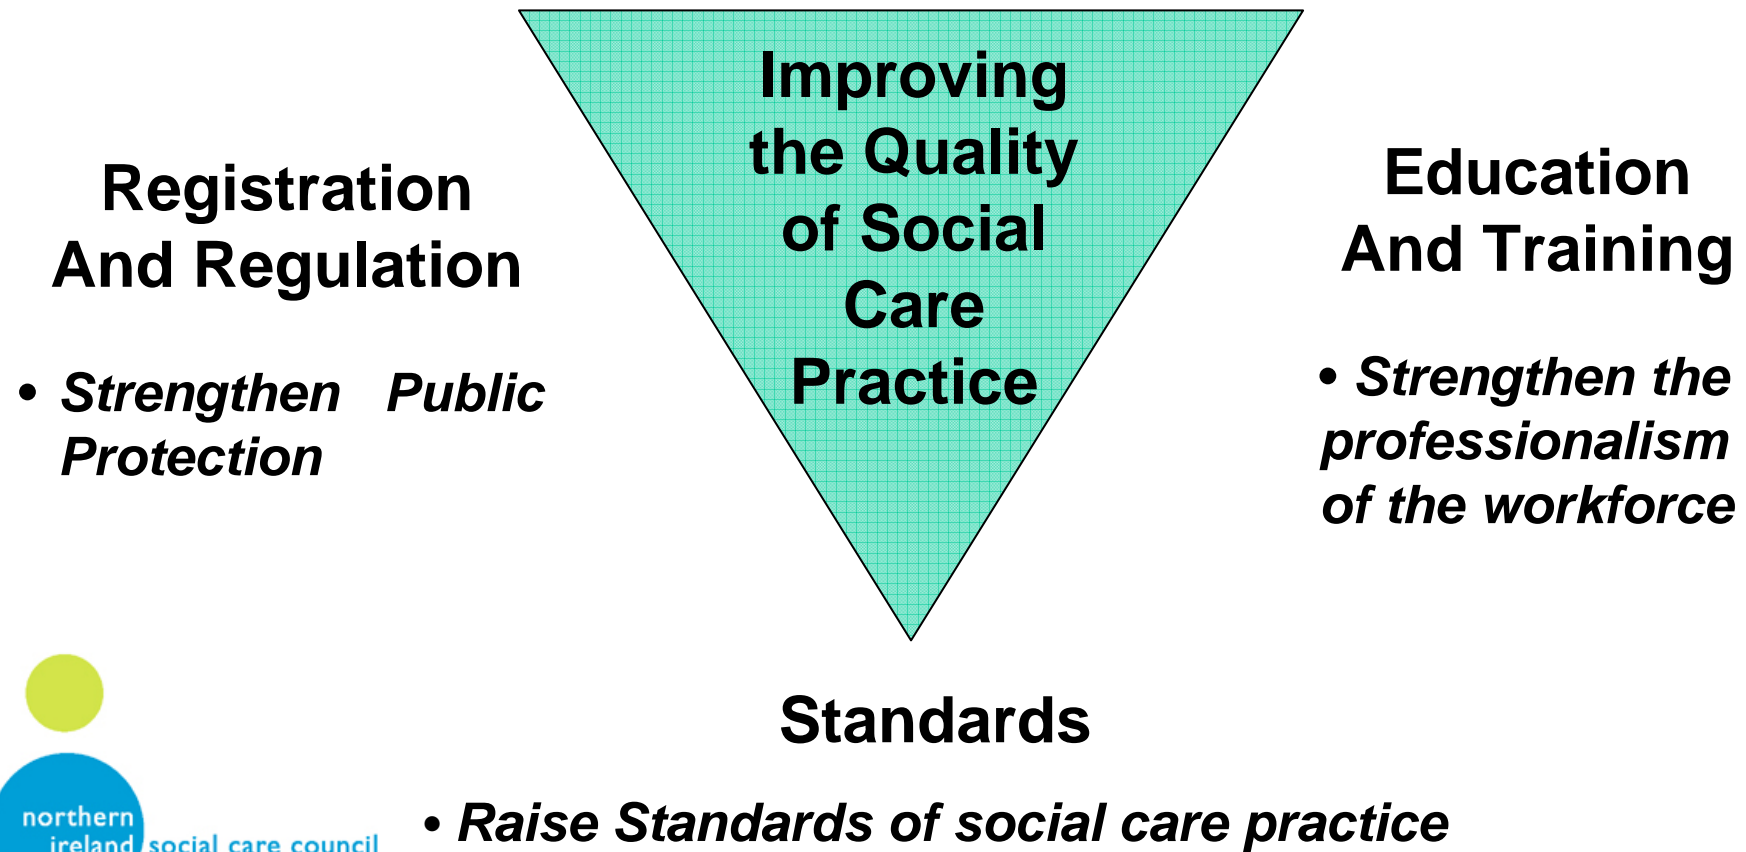 Improving
the Quality
of Social
Care
Practice
Registration
And Regulation
• Strengthen Public
Protection
Education
And Training
• Strengthen the
professionalism
of the workforce
Standards
• Raise Standards of social care practice
northern
ireland social care council